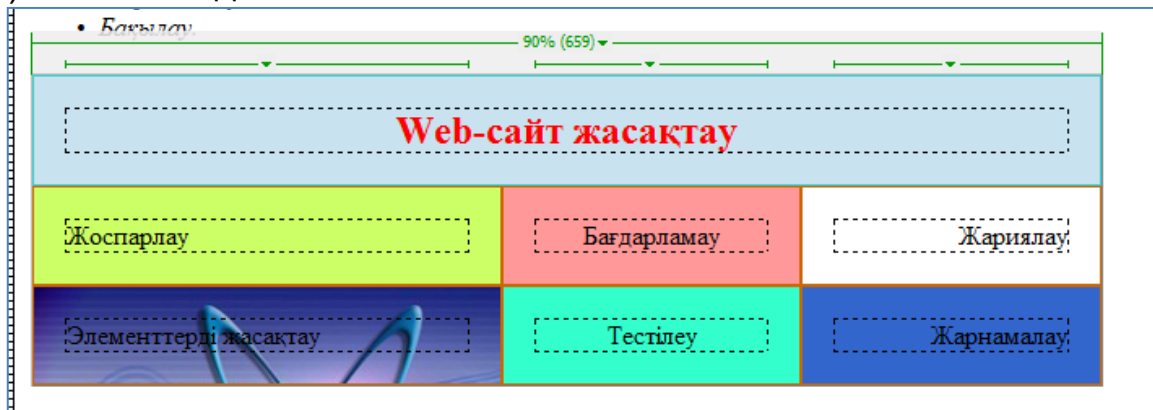 • Бақылау.
90% (659)
Web-сайт жасақтау
Жоспарлау Бағдарламау Жариялау
Элементтерді жасақтау Тестілеу Жарнамалау